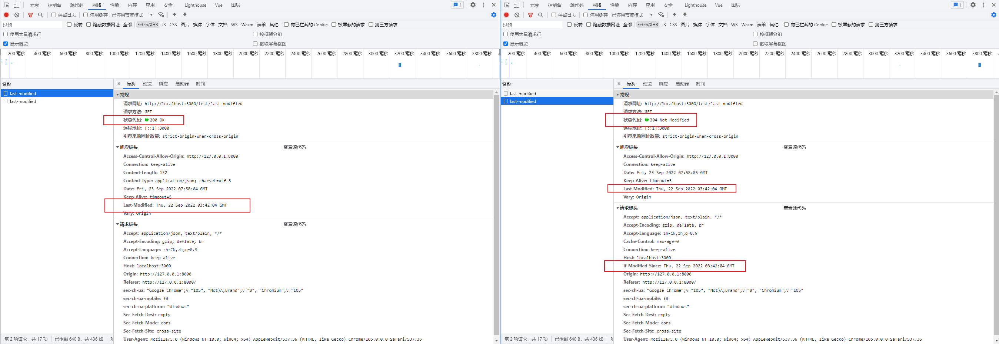 元素 控制台 源代码 网络 性能 内存 应用 安全 Lighthouse Vue 图层 1
保留日志 停用缓存 已停用节流模式
过滤 反转 隐藏数据网址 全部 Fetch/XHR JS CSS 图片 媒体 字体 文档 WS Wasm 清单 其他 有已拦截的 Cookie 被屏蔽的请求 第三方请求
使用大量请求行 按框架分组
显示概览 截取屏幕截图
200 毫秒 400 毫秒 600 毫秒 800 毫秒 1000 毫秒 1200 毫秒 1400 毫秒 1600 毫秒 1800 毫秒 2000 毫秒 2200 毫秒 2400 毫秒 2600 毫秒 2800 毫秒 3000 毫秒 3200 毫秒 3400 毫秒 3600 毫秒 3800 毫秒
名称
last-modified
last-modified
第 2 项请求，共 17 项 已传输 640 B，共 436 kB
标头 预览 响应 启动器 时间
常规
请求网址: http://localhost:3000/test/last-modified
请求方法: GET
状态代码: 200 OK
远程地址: [::1]:3000
引荐来源网址政策: strict-origin-when-cross-origin
响应标头 查看源代码
Access-Control-Allow-Origin: http://127.0.0.1:8000
Connection: keep-alive
Content-Length: 132
Content-Type: application/json; charset=utf-8
Date: Fri, 23 Sep 2022 07:58:04 GMT
Keep-Alive: timeout=5
Last-Modified: Thu, 22 Sep 2022 03:42:04 GMT
Vary: Origin
请求标头 查看源代码
Accept: application/json, text/plain, */*
Accept-Encoding: gzip, deflate, br
Accept-Language: zh-CN,zh;q=0.9
Connection: keep-alive
Host: localhost:3000
Origin: http://127.0.0.1:8000
Referer: http://127.0.0.1:8000/
sec-ch-ua: "Google Chrome";v="105", "Not)A;Brand";v="8", "Chromium";v="105"
sec-ch-ua-mobile: ?0
sec-ch-ua-platform: "Windows"
Sec-Fetch-Dest: empty
Sec-Fetch-Mode: cors
Sec-Fetch-Site: cross-site
User-Agent: Mozilla/5.0 (Windows NT 10.0; Win64; x64) AppleWebKit/537.36 (KHTML, like Gecko) Chrome/105.0.0.0 Safari/537.36
元素 控制台 源代码 网络 性能 内存 应用 安全 Lighthouse Vue 图层 1
保留日志 停用缓存 已停用节流模式
过滤 反转 隐藏数据网址 全部 Fetch/XHR JS CSS 图片 媒体 字体 文档 WS Wasm 清单 其他 有已拦截的 Cookie 被屏蔽的请求 第三方请求
使用大量请求行 按框架分组
显示概览 截取屏幕截图
200 毫秒 400 毫秒 600 毫秒 800 毫秒 1000 毫秒 1200 毫秒 1400 毫秒 1600 毫秒 1800 毫秒 2000 毫秒 2200 毫秒 2400 毫秒 2600 毫秒 2800 毫秒 3000 毫秒 3200 毫秒 3400 毫秒 3600 毫秒 3800 毫秒
名称
last-modified
last-modified
第 2 项请求，共 17 项 已传输 640 B，共 436 kB
标头 预览 响应 启动器 时间
常规
请求网址: http://localhost:3000/test/last-modified
请求方法: GET
状态代码: 304 Not Modified
远程地址: [::1]:3000
引荐来源网址政策: strict-origin-when-cross-origin
响应标头 查看源代码
Access-Control-Allow-Origin: http://127.0.0.1:8000
Connection: keep-alive
Date: Fri, 23 Sep 2022 07:58:05 GMT
Keep-Alive: timeout=5
Last-Modified: Thu, 22 Sep 2022 03:42:04 GMT
Vary: Origin
请求标头 查看源代码
Accept: application/json, text/plain, */*
Accept-Encoding: gzip, deflate, br
Accept-Language: zh-CN,zh;q=0.9
Cache-Control: max-age=0
Connection: keep-alive
Host: localhost:3000
If-Modified-Since: Thu, 22 Sep 2022 03:42:04 GMT
Origin: http://127.0.0.1:8000
Referer: http://127.0.0.1:8000/
sec-ch-ua: "Google Chrome";v="105", "Not)A;Brand";v="8", "Chromium";v="105"
sec-ch-ua-mobile: ?0
sec-ch-ua-platform: "Windows"
Sec-Fetch-Dest: empty
Sec-Fetch-Mode: cors
Sec-Fetch-Site: cross-site
User-Agent: Mozilla/5.0 (Windows NT 10.0; Win64; x64) AppleWebKit/537.36 (KHTML, like Gecko) Chrome/105.0.0.0 Safari/537.36